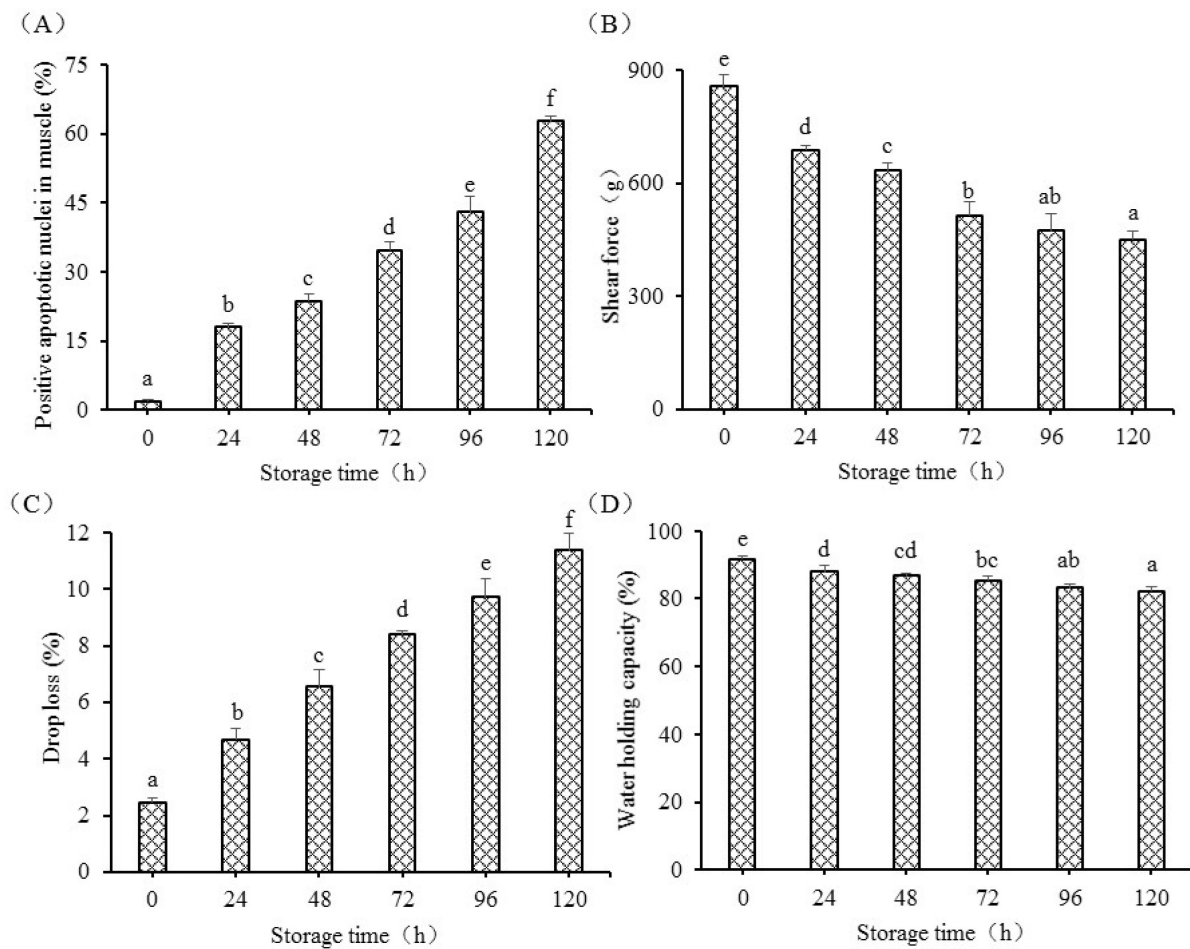 （A）
Positive apoptotic nuclei in muscle (%)
75
60
45
30
15
0
a
b
c
d
e
f
0 24 48 72 96 120
Storage time（h）
（B）
Shear force（g）
900
600
300
0
e
d
c
b
ab
a
0 24 48 72 96 120
Storage time（h）
（C）
Drop loss (%)
12
10
8
6
4
2
0
a
b
c
d
e
f
0 24 48 72 96 120
Storage time（h）
（D）
Water holding capacity (%)
100
80
60
40
20
0
e
d
cd
bc
ab
a
0 24 48 72 96 120
Storage time（h）